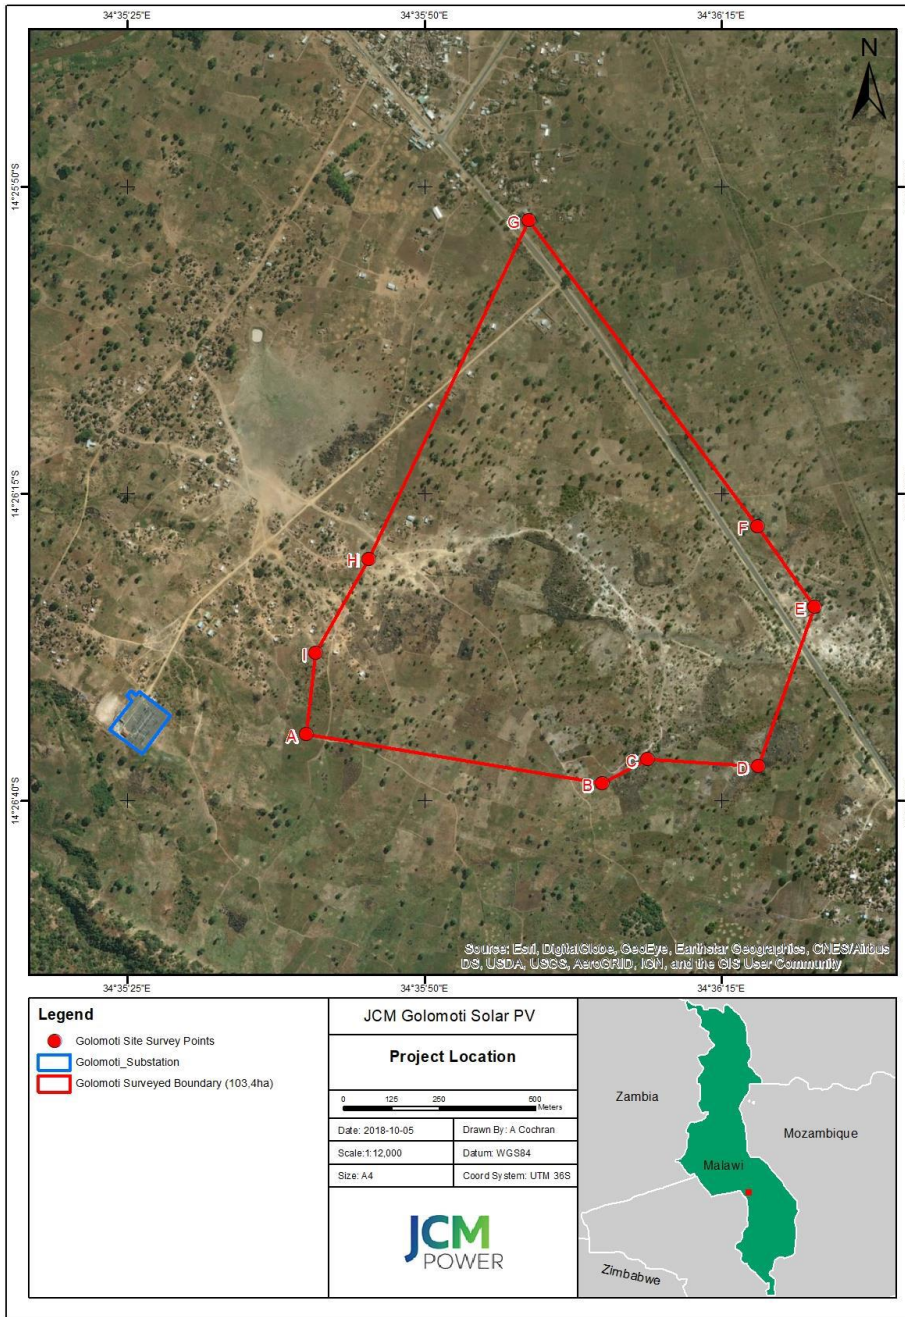 34°35'25"E 34°35'50"E 34°36'15"E
N
14°25'50"S
G
14°26'15"S
F
H
E
I
A
C
D
B
14°26'40"S
Source: Esri, DigitalGlobe, GeoEye, Earthstar Geographics, CNES/Airbus
DS, USDA, USGS, AeroGRID, IGN, and the GIS User Community
34°35'25"E 34°35'50"E 34°36'15"E
Legend
Golomoti Site Survey Points
Golomoti_Substation
Golomoti Surveyed Boundary (103,4ha)
JCM Golomoti Solar PV
Project Location
0 125 250 500
Meters
Date: 2018-10-05 Drawn By: A Cochran
Scale:1:12,000 Datum: WGS84
Size: A4 Coord System: UTM 36S
JCM
POWER
Zambia
Mozambique
Malawi
Zimbabwe